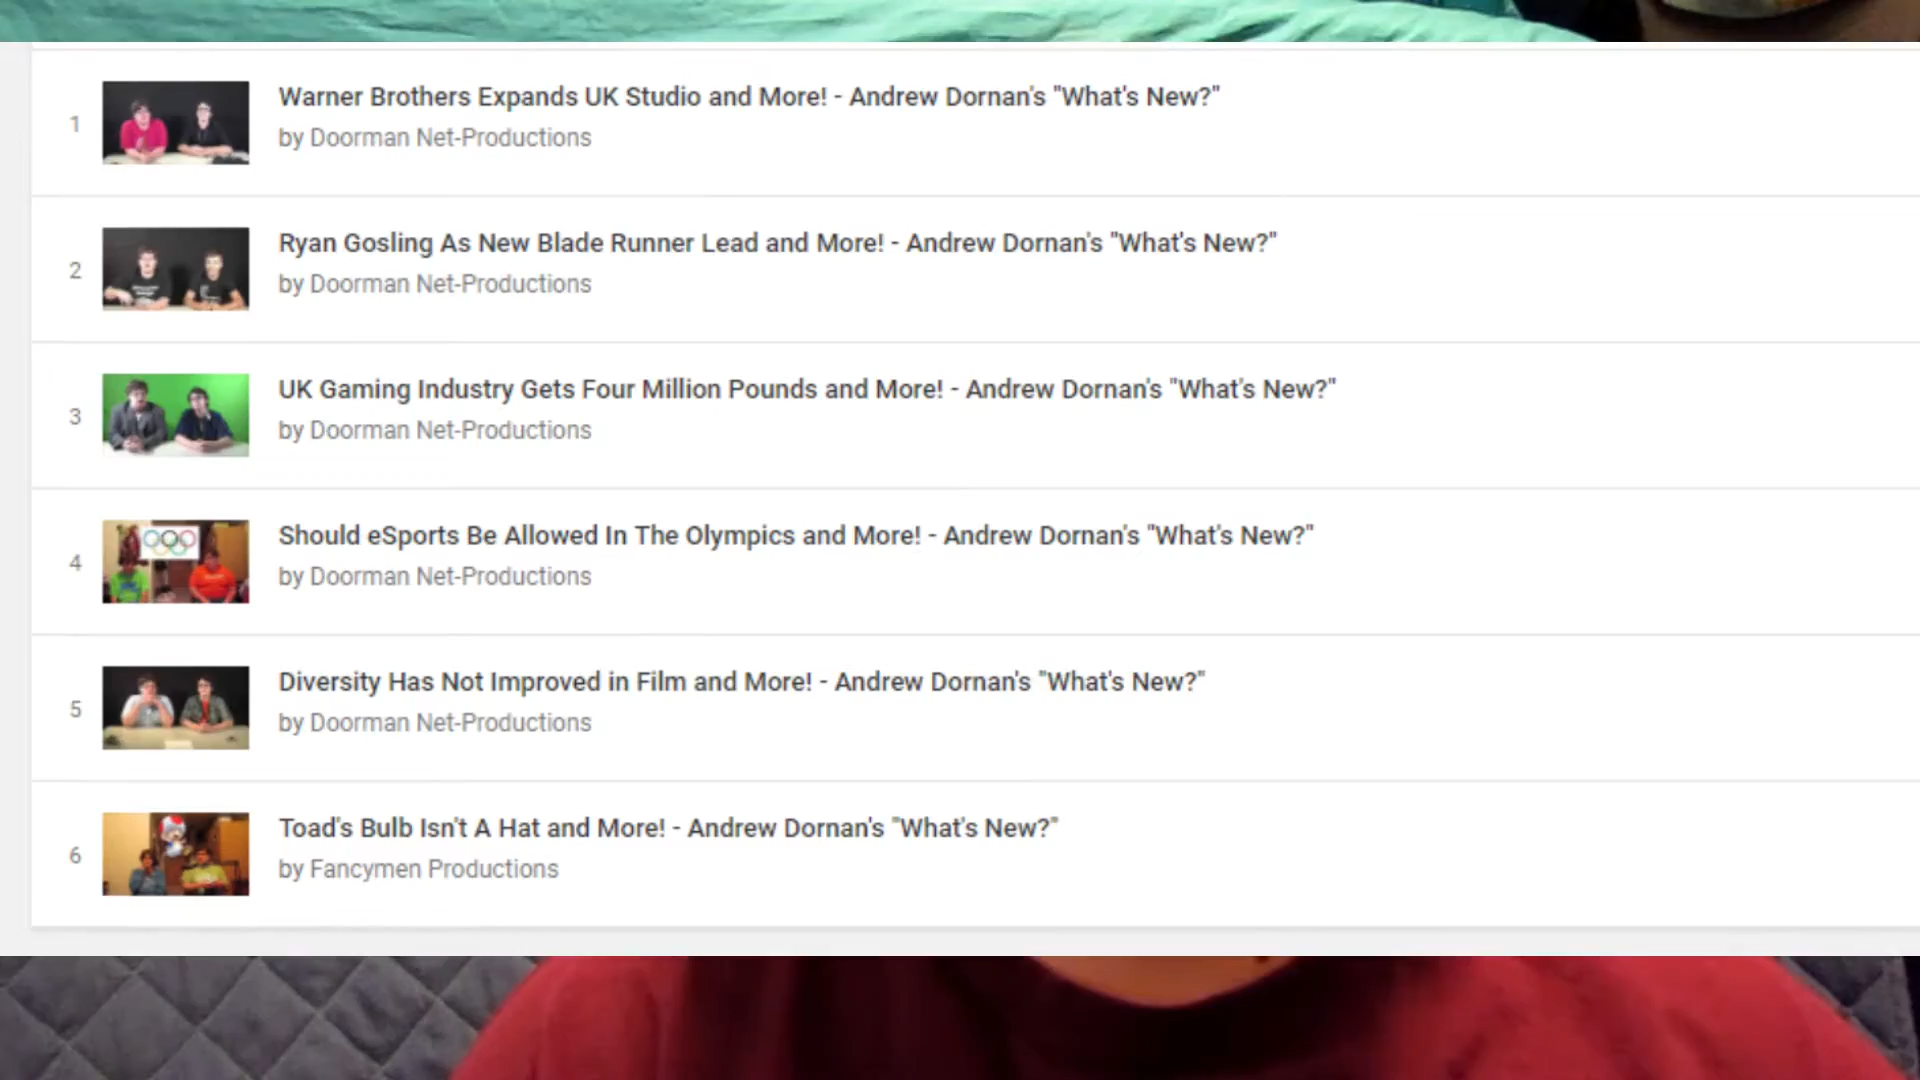 1
Warner Brothers Expands UK Studio and More! - Andrew Dornan's "What's New?"
by Doorman Net-Productions
2
Ryan Gosling As New Blade Runner Lead and More! - Andrew Dornan's "What's New?"
by Doorman Net-Productions
3
UK Gaming Industry Gets Four Million Pounds and More! - Andrew Dornan's "What's New?"
by Doorman Net-Productions
4
Should eSports Be Allowed In The Olympics and More! - Andrew Dornan's "What's New?"
by Doorman Net-Productions
5
Diversity Has Not Improved in Film and More! - Andrew Dornan's "What's New?"
by Doorman Net-Productions
6
Toad's Bulb Isn't A Hat and More! - Andrew Dornan's "What's New?"
by Fancymen Productions